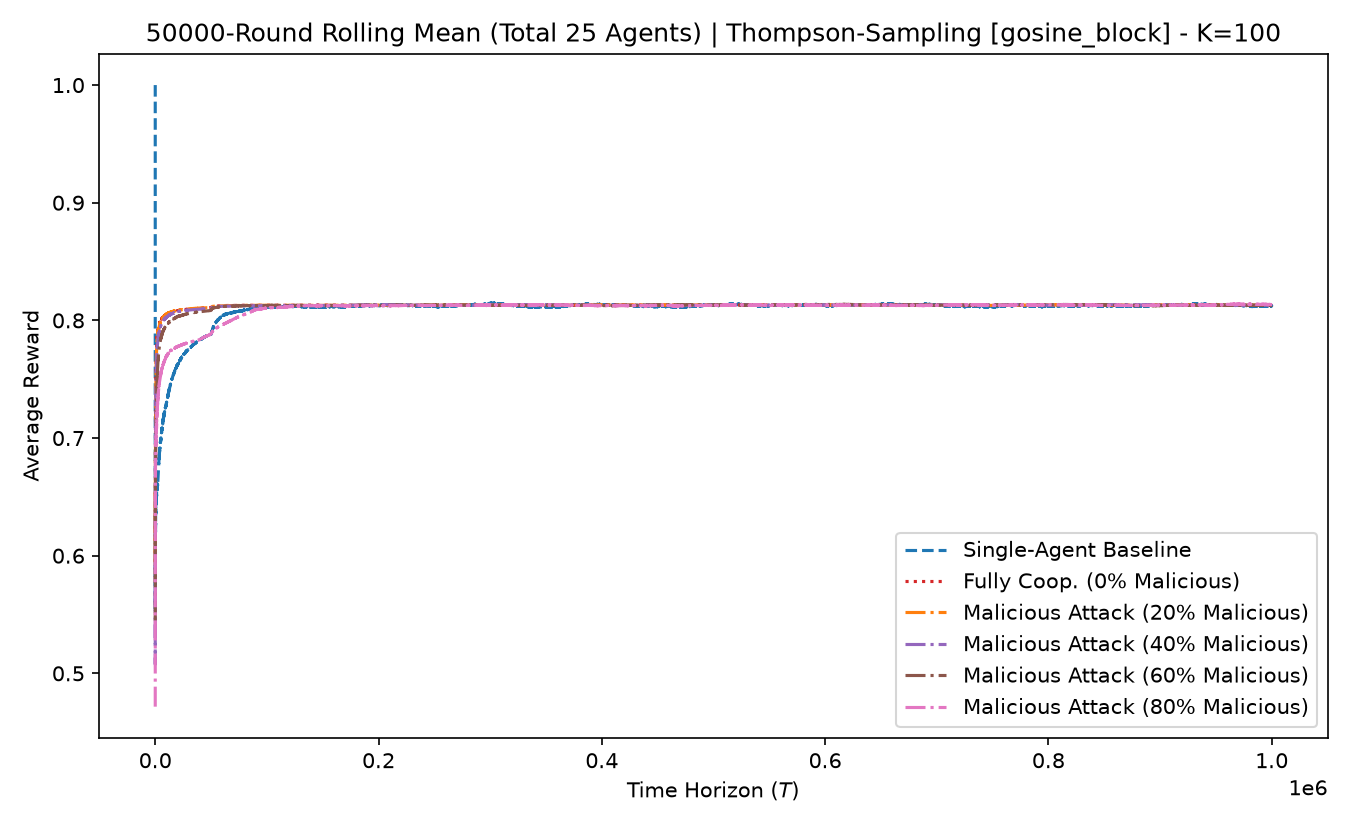 50000-Round Rolling Mean (Total 25 Agents) | Thompson-Sampling [gosine_block] - K=100
1.0
0.9
0.8
0.7
0.6
0.5
Average Reward
Single-Agent Baseline
Fully Coop. (0% Malicious)
Malicious Attack (20% Malicious)
Malicious Attack (40% Malicious)
Malicious Attack (60% Malicious)
Malicious Attack (80% Malicious)
0.0 0.2 0.4 0.6 0.8 1.0
1e6
Time Horizon (T)